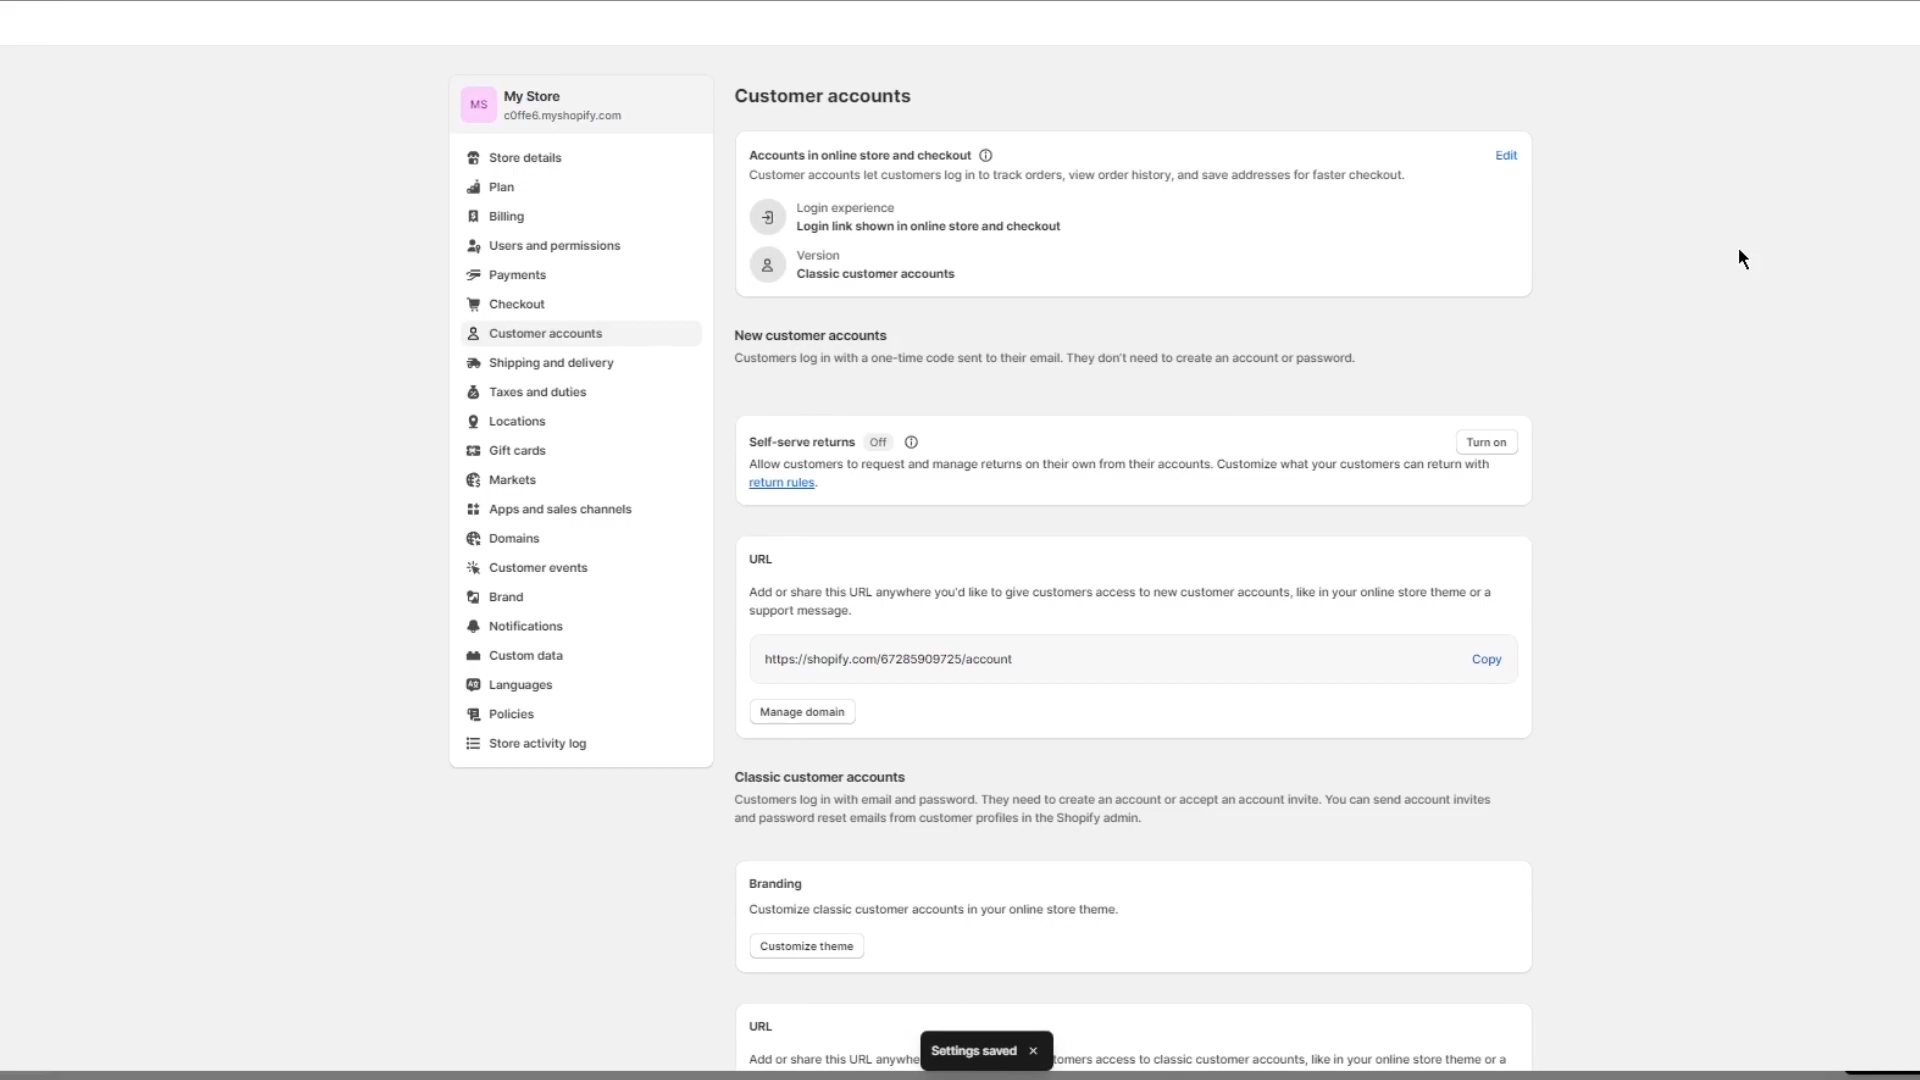 MS
My Store
c0ffe6.myshopify.com
Store details
Plan
Billing
Users and permissions
Payments
Checkout
Customer accounts
Shipping and delivery
Taxes and duties
Locations
Gift cards
Markets
Apps and sales channels
Domains
Customer events
Brand
Notifications
Custom data
Languages
Policies
Store activity log
Customer accounts
Accounts in online store and checkout
Edit
Customer accounts let customers log in to track orders, view order history, and save addresses for faster checkout.
Login experience
Login link shown in online store and checkout
Version
Classic customer accounts
New customer accounts
Customers log in with a one-time code sent to their email. They don't need to create an account or password.
Self-serve returns Off
Turn on
Allow customers to request and manage returns on their own from their accounts. Customize what your customers can return with
return rules.
URL
Add or share this URL anywhere you'd like to give customers access to new customer accounts, like in your online store theme or a
support message.
https://shopify.com/67285909725/account
Copy
Manage domain
Classic customer accounts
Customers log in with email and password. They need to create an account or accept an account invite. You can send account invites
and password reset emails from customer profiles in the Shopify admin.
Branding
Customize classic customer accounts in your online store theme.
Customize theme
URL
Add or share this URL anywhe
tomers access to classic customer accounts, like in your online store theme or a
Settings saved